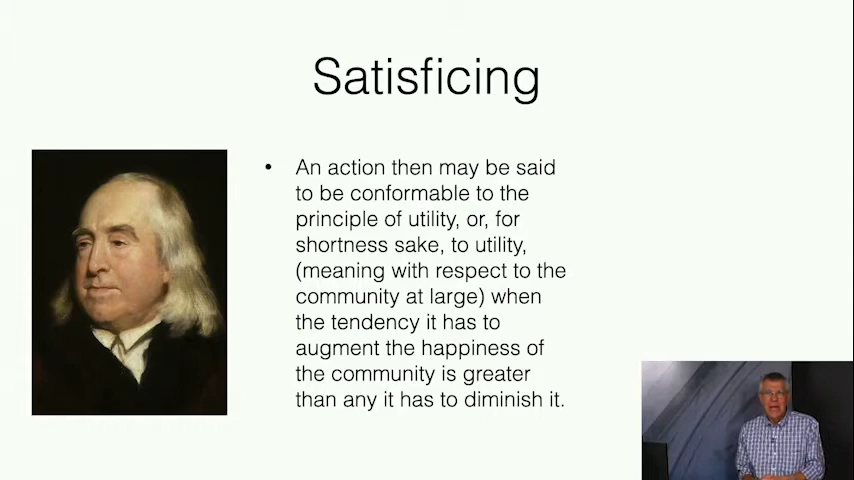 Satisficing
• An action then may be said
to be conformable to the
principle of utility, or, for
shortness sake, to utility,
(meaning with respect to the
community at large) when
the tendency it has to
augment the happiness of
the community is greater
than any it has to diminish it.